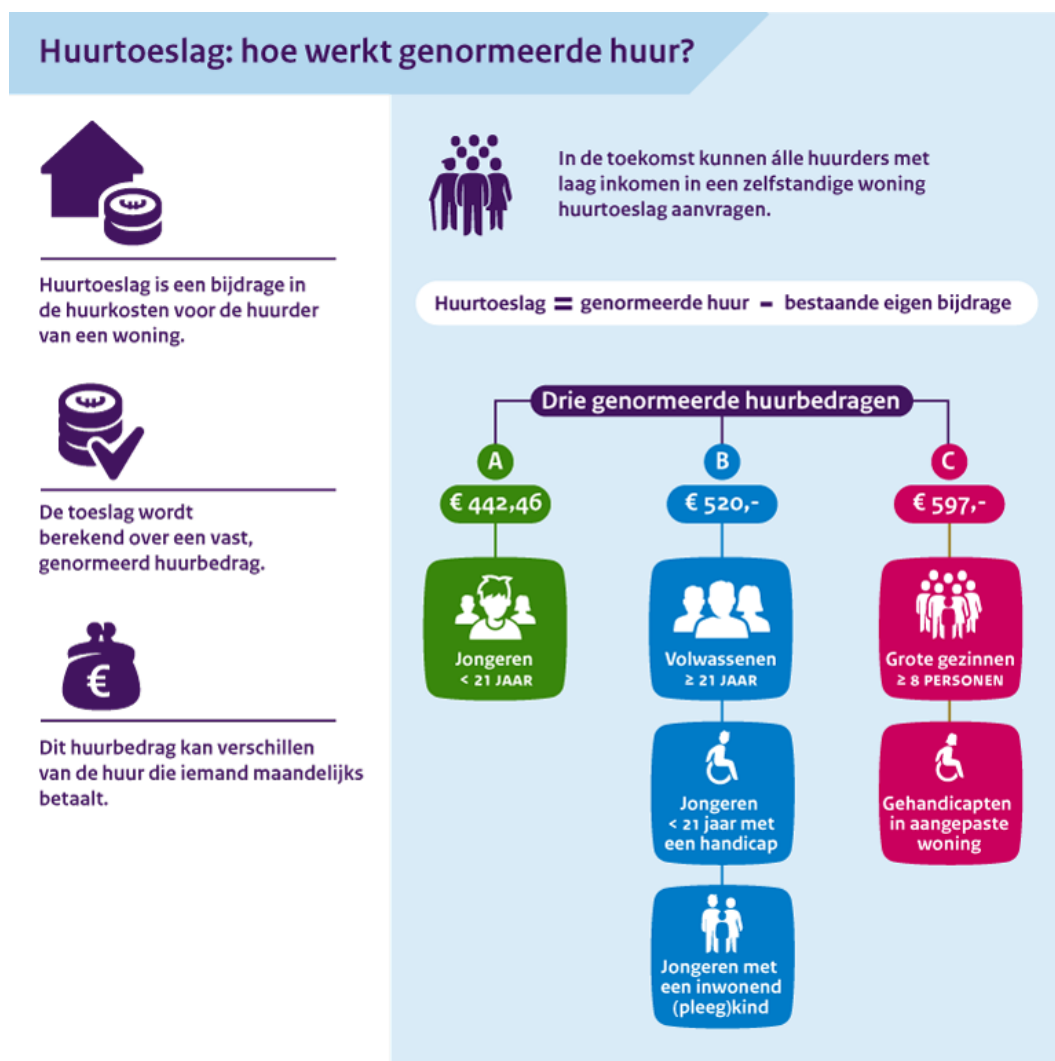 Huurtoeslag: hoe werkt genormeerde huur?
Huurtoeslag is een bijdrage in
de huurkosten voor de huurder
van een woning.
De toeslag wordt
berekend over een vast,
genormeerd huurbedrag.
€
Dit huurbedrag kan verschillen
van de huur die iemand maandelijks
betaalt.
In de toekomst kunnen álle huurders met
laag inkomen in een zelfstandige woning
huurtoeslag aanvragen.
Huurtoeslag = genormeerde huur - bestaande eigen bijdrage
Drie genormeerde huurbedragen
A
€ 442,46
Jongeren
< 21 JAAR
B
€ 520,-
Volwassenen
≥ 21 JAAR
Jongeren
< 21 jaar met
een handicap
Jongeren met
een inwonend
(pleeg)kind
C
€ 597,-
Grote gezinnen
≥ 8 PERSONEN
Gehandicapten
in aangepaste
woning